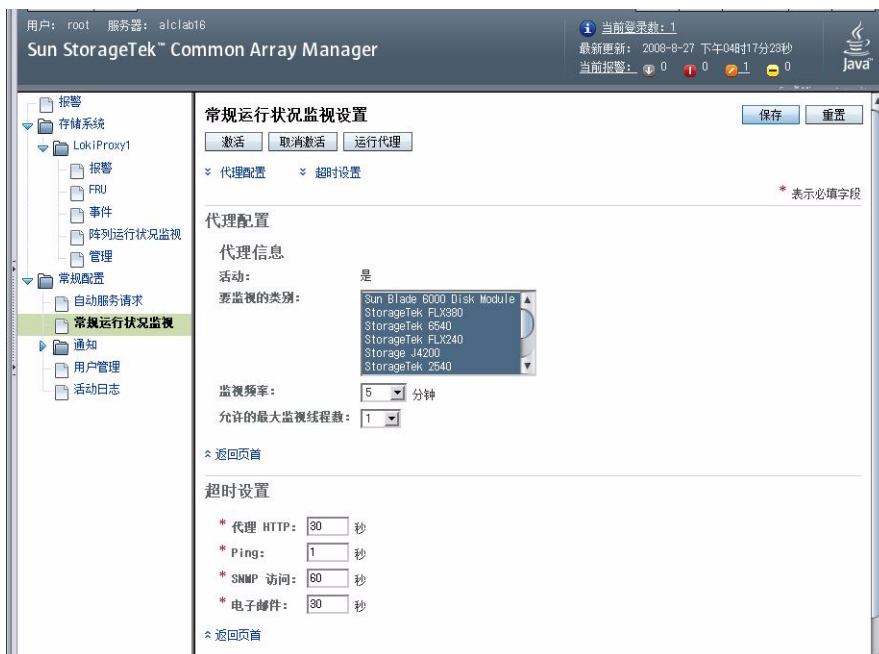 用户: root 服务器: alclab16
Sun StorageTek™ Common Array Manager
当前登录数: 1
最新更新: 2008-8-27 下午04时17分23秒
当前报警: 0 0 1 0
Java™
报警
存储系统
LokiProxy1
报警
FRU
事件
阵列运行状况监视
管理
常规配置
自动服务请求
常规运行状况监视
通知
用户管理
活动日志
常规运行状况监视设置
保存 重置
激活 取消激活 运行代理
代理配置 超时设置
* 表示必填字段
代理配置
代理信息
活动: 是
要监视的类别: Sun Blade 6000 Disk Module
StorageTek FLX380
StorageTek 6540
StorageTek FLX240
Storage J4200
StorageTek 2540
监视频率: 5 分钟
允许的最大监视线程数: 1
返回页首
超时设置
* 代理 HTTP: 30 秒
* Ping: 1 秒
* SNMP 访问: 60 秒
* 电子邮件: 30 秒
返回页首